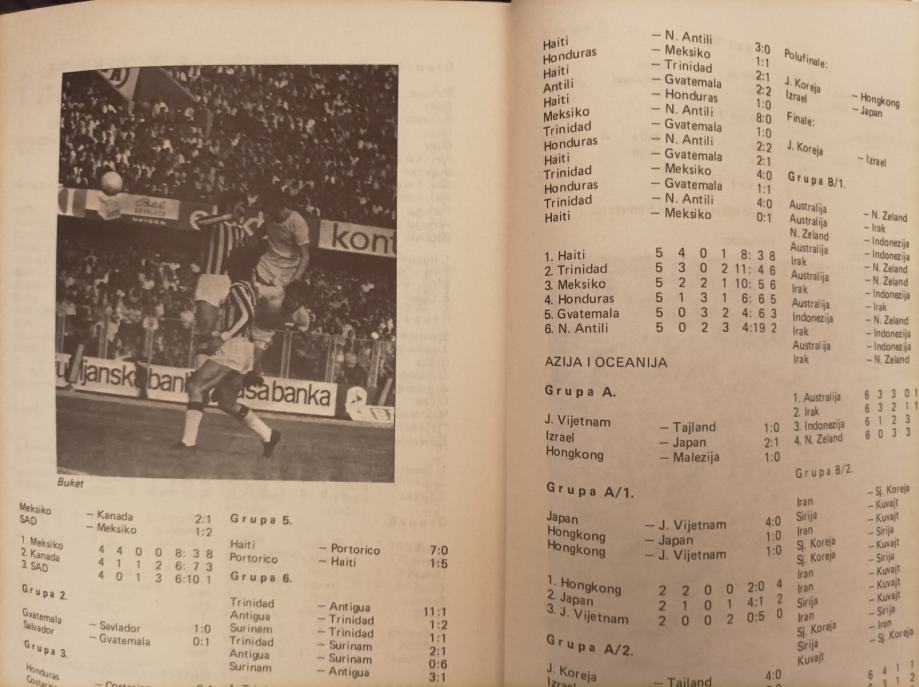 kont
ljanska bank
sa banka
Buket
Meksiko – Kanada 2:1
SAD – Meksiko 1:2
1. Meksiko 4 4 0 0 8: 3 8
2. Kanada 4 1 1 2 6: 7 3
3. SAD 4 0 1 3 6:10 1
Grupa 2.
Gvatemala – Savlador 1:0
Salvador – Gvatemala 0:1
Grupa 3.
Honduras
Grupa 5.
Haiti – Portorico 7:0
Portorico – Haiti 1:5
Grupa 6.
Trinidad – Antigua 11:1
Antigua – Trinidad 1:2
Surinam – Trinidad 1:1
Trinidad – Surinam 2:1
Antigua – Surinam 0:6
Surinam – Antigua 3:1
Haiti – N. Antili 3:0
Honduras – Meksiko 1:1
Haiti – Trinidad 2:1
Antili – Gvatemala 2:2
Haiti – Honduras 1:0
Meksiko – N. Antili 8:0
Trinidad – Gvatemala 1:0
Honduras – N. Antili 2:2
Haiti – Gvatemala 2:1
Trinidad – Meksiko 4:0
Honduras – Gvatemala 1:1
Trinidad – N. Antili 4:0
Haiti – Meksiko 0:1
1. Haiti 5 4 0 1 8: 3 8
2. Trinidad 5 3 0 2 11: 4 6
3. Meksiko 5 2 2 1 10: 5 6
4. Honduras 5 1 3 1 6: 6 5
5. Gvatemala 5 0 3 2 4: 6 3
6. N. Antili 5 0 2 3 4:19 2
AZIJA I OCEANIJA
Grupa A.
J. Vijetnam – Tajland 1:0
Izrael – Japan 2:1
Hongkong – Malezija 1:0
Grupa A/1.
Japan – J. Vijetnam 4:0
Hongkong – Japan 1:0
Hongkong – J. Vijetnam 1:0
1. Hongkong 2 2 0 0 2:0 4
2. Japan 2 1 0 1 4:1 2
3. J. Vijetnam 2 0 0 2 0:5 0
Grupa A/2.
J. Koreja – Tajland 4:0
Izrael
Polufinale:
J. Koreja – Hongkong
Izrael – Japan
Finale:
J. Koreja – Izrael
Grupa B/1.
Australija – N. Zeland
Australija – Irak
N. Zeland – Indonezija
Australija – Indonezija
Irak – N. Zeland
Australija – N. Zeland
Irak – Indonezija
Australija – Irak
Indonezija – N. Zeland
Irak – Indonezija
Australija – Indonezija
Irak – N. Zeland
1. Australija 6 3 3 0 1
2. Irak 6 3 2 1 1
3. Indonezija 6 1 2 3
4. N. Zeland 6 0 3 3
Grupa B/2.
Iran – Sj. Koreja
Sirija – Kuvajt
Iran – Kuvajt
Sj. Koreja – Sirija
Sj. Koreja – Kuvajt
Iran – Sirija
Iran – Kuvajt
Sirija – Kuvajt
Iran – Sirija
Sj. Koreja – Iran
Sirija – Sj. Koreja
Kuvajt